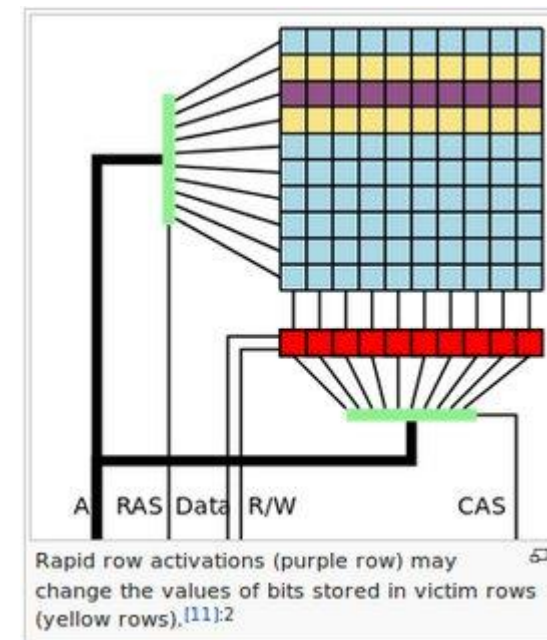 A RAS Data R/W CAS
Rapid row activations (purple row) may
change the values of bits stored in victim rows
(yellow rows).[11]:2